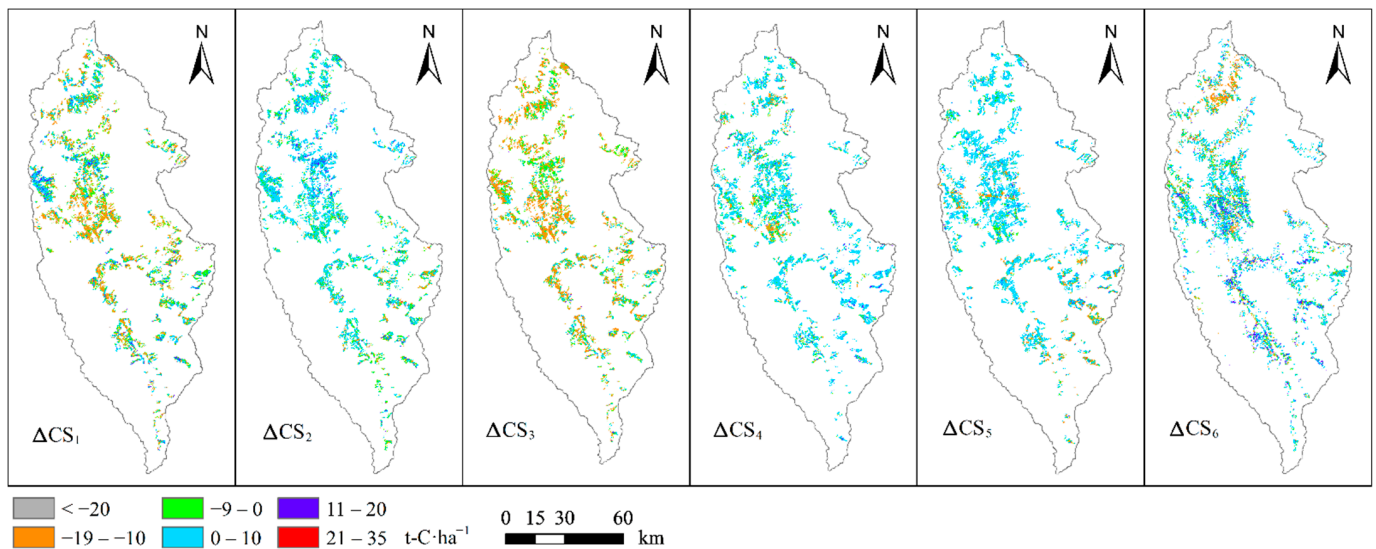 N N N N N N
ΔCS₁ ΔCS₂ ΔCS₃ ΔCS₄ ΔCS₅ ΔCS₆
< −20 −9 – 0 11 – 20
0 15 30 60
−19 – −10 0 – 10 21 – 35 t-C·ha⁻¹ km